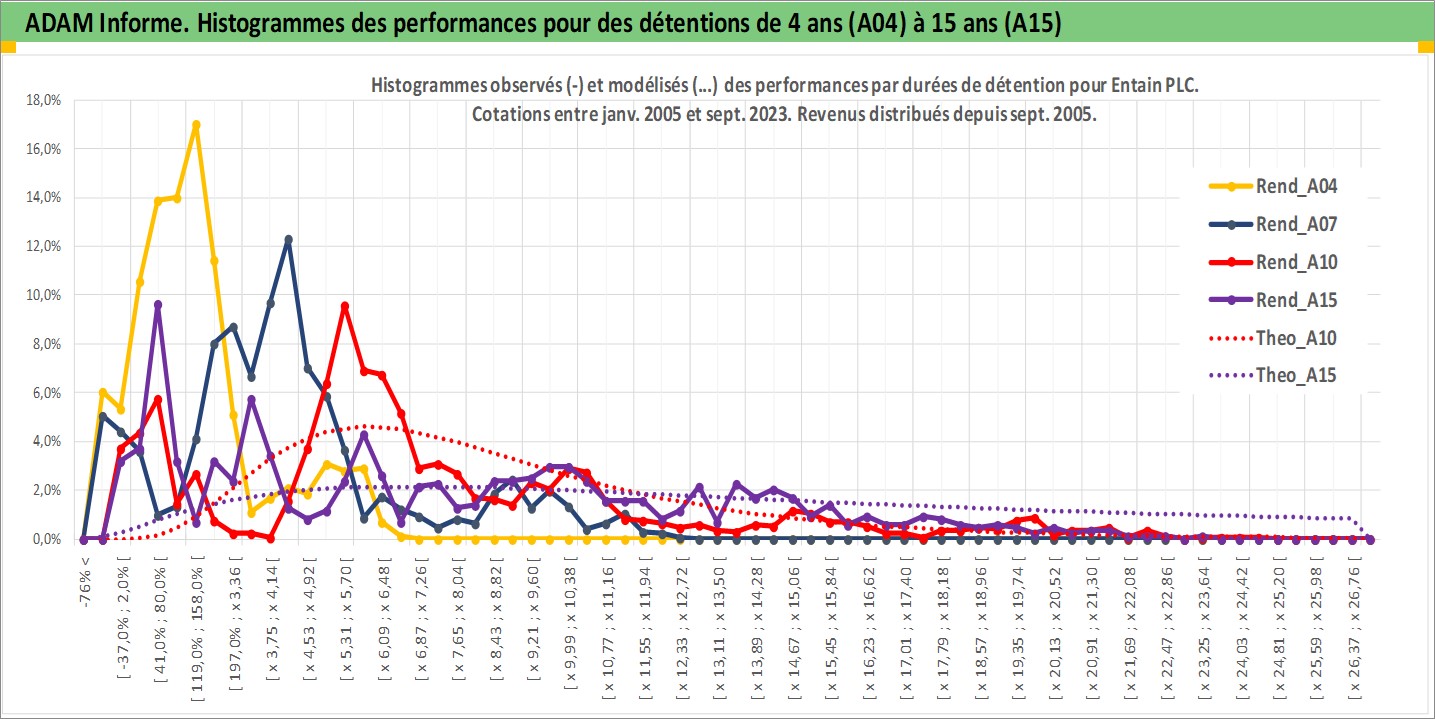 ADAM Informe. Histogrammes des performances pour des détentions de 4 ans (A04) à 15 ans (A15)
Histogrammes observés (-) et modélisés (...) des performances par durées de détention pour Entain PLC.
Cotations entre janv. 2005 et sept. 2023. Revenus distribués depuis sept. 2005.
18,0%
16,0%
14,0%
12,0%
10,0%
8,0%
6,0%
4,0%
2,0%
0,0%
Rend_A04
Rend_A07
Rend_A10
Rend_A15
Theo_A10
Theo_A15
-76% <
[ -37,0% ; 2,0% [
[ 41,0% ; 80,0% [
[ 119,0% ; 158,0% [
[ 197,0% ; x 3,36 [
[ x 3,75 ; x 4,14 [
[ x 4,53 ; x 4,92 [
[ x 5,31 ; x 5,70 [
[ x 6,09 ; x 6,48 [
[ x 6,87 ; x 7,26 [
[ x 7,65 ; x 8,04 [
[ x 8,43 ; x 8,82 [
[ x 9,21 ; x 9,60 [
[ x 9,99 ; x 10,38 [
[ x 10,77 ; x 11,16 [
[ x 11,55 ; x 11,94 [
[ x 12,33 ; x 12,72 [
[ x 13,11 ; x 13,50 [
[ x 13,89 ; x 14,28 [
[ x 14,67 ; x 15,06 [
[ x 15,45 ; x 15,84 [
[ x 16,23 ; x 16,62 [
[ x 17,01 ; x 17,40 [
[ x 17,79 ; x 18,18 [
[ x 18,57 ; x 18,96 [
[ x 19,35 ; x 19,74 [
[ x 20,13 ; x 20,52 [
[ x 20,91 ; x 21,30 [
[ x 21,69 ; x 22,08 [
[ x 22,47 ; x 22,86 [
[ x 23,25 ; x 23,64 [
[ x 24,03 ; x 24,42 [
[ x 24,81 ; x 25,20 [
[ x 25,59 ; x 25,98 [
[ x 26,37 ; x 26,76 [